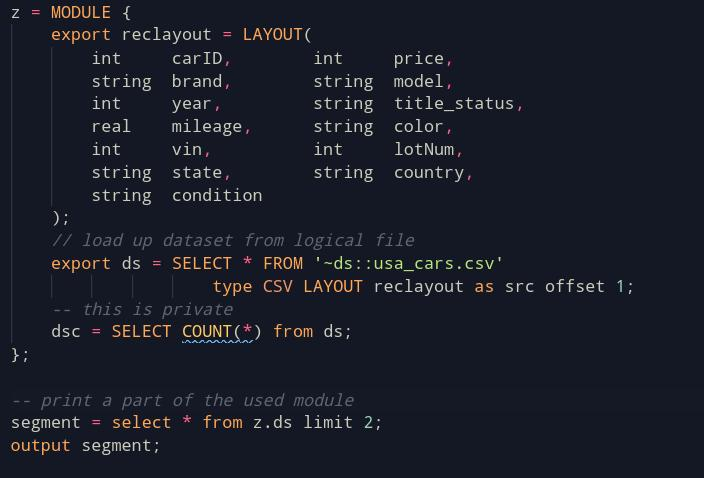 z = MODULE {
    export reclayout = LAYOUT(
        int     carID,        int     price,
        string  brand,        string  model,
        int     year,         string  title_status,
        real    mileage,      string  color,
        int     vin,          int     lotNum,
        string  state,        string  country,
        string  condition
    );
    // load up dataset from logical file
    export ds = SELECT * FROM '~ds::usa_cars.csv'
                    type CSV LAYOUT reclayout as src offset 1;
    -- this is private
    dsc = SELECT COUNT(*) from ds;
};

-- print a part of the used module
segment = select * from z.ds limit 2;
output segment;